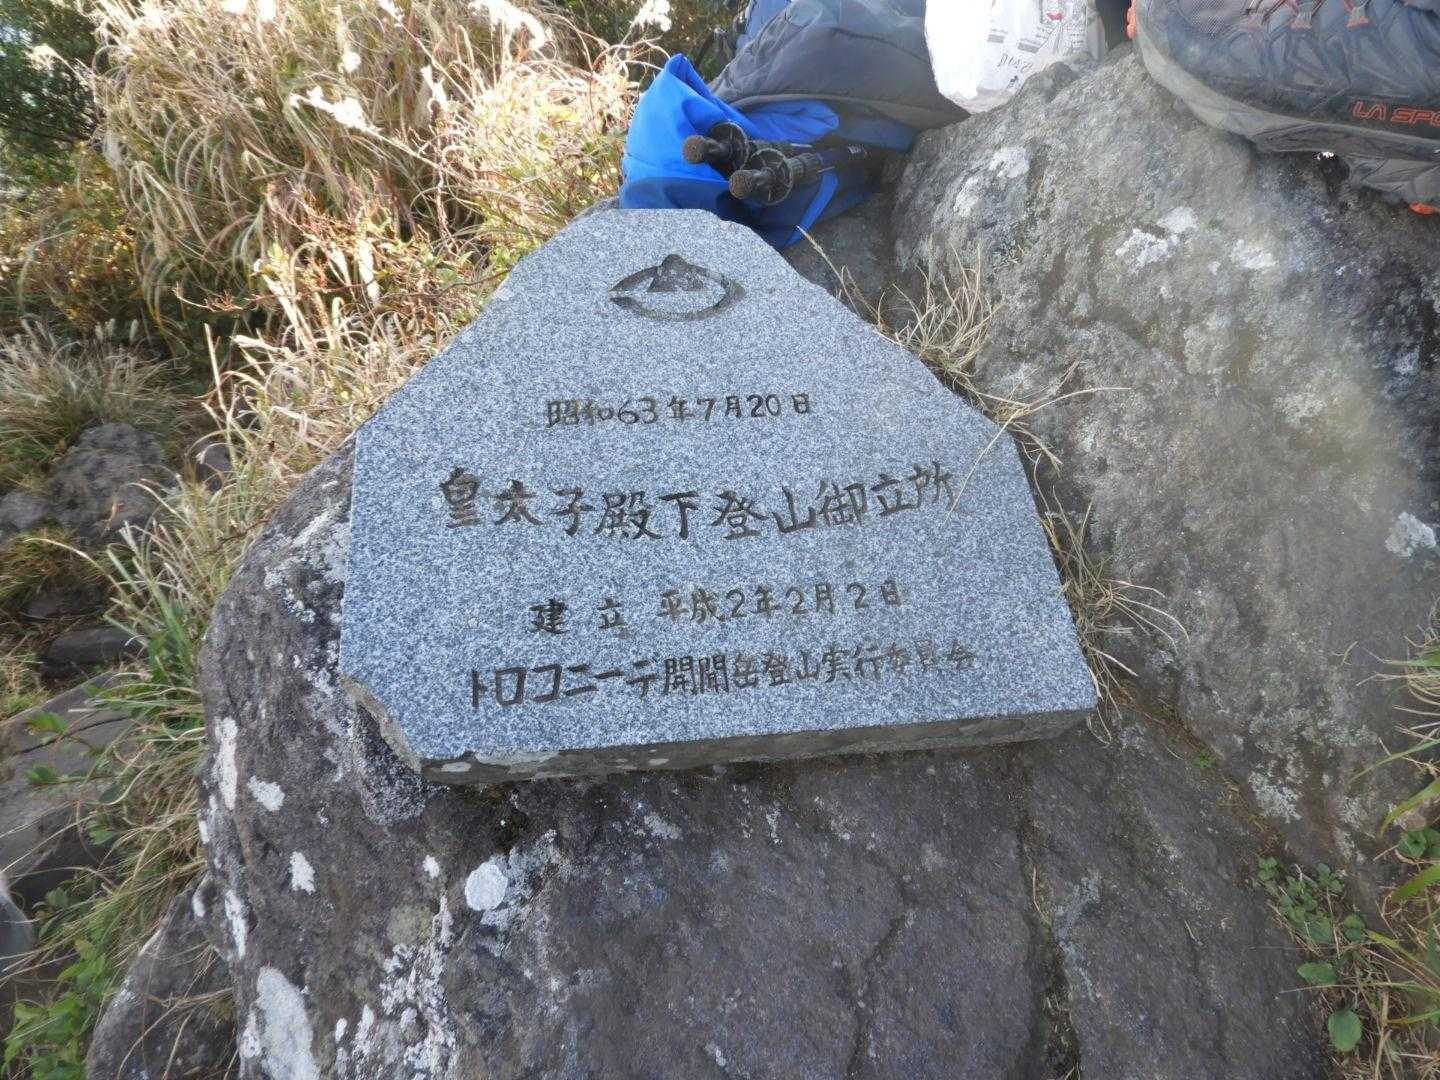 LA SPO
昭和63年7月20日
皇太子殿下登山御立所
建立 平成2年2月2日
トロコニーデ開聞岳登山実行委員会